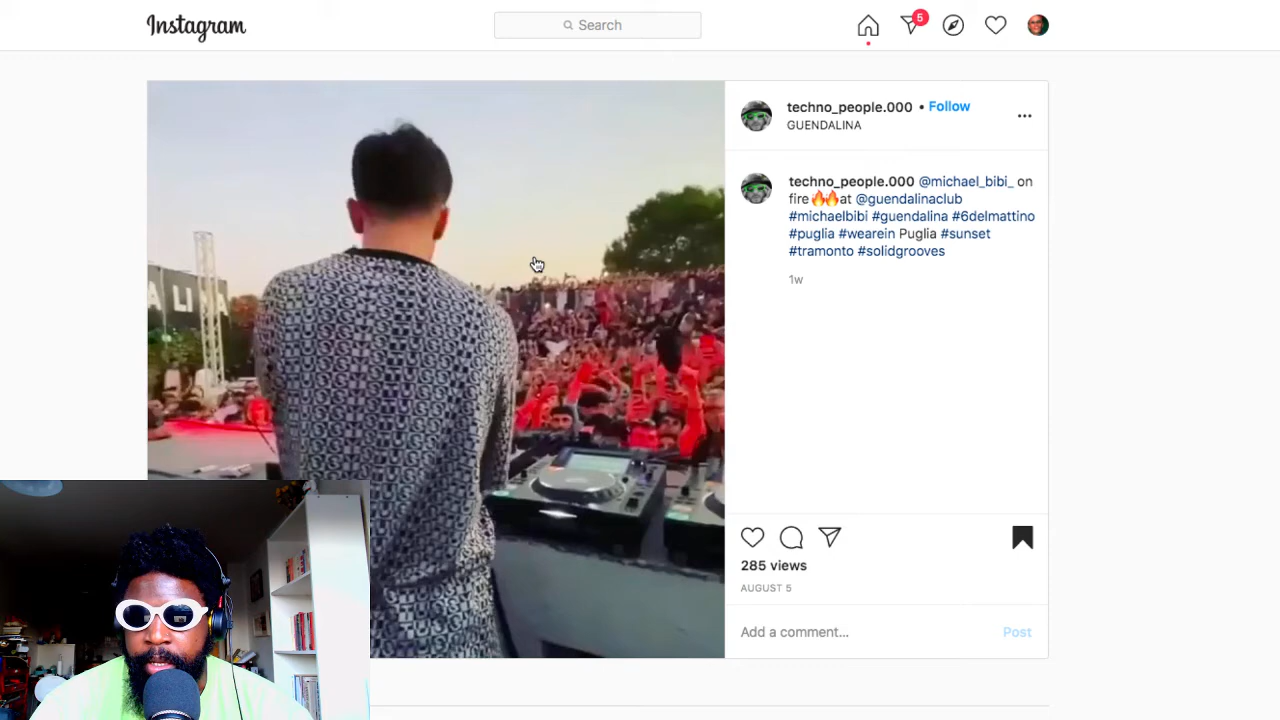 Instagram
Search
5
techno_people.000 • Follow
GUENDALINA
techno_people.000 @michael_bibi_ on
fire🔥🔥at @guendalinaclub
#michaelbibi #guendalina #6delmattino
#puglia #wearein Puglia #sunset
#tramonto #solidgrooves
1w
ALINA
285 views
AUGUST 5
Add a comment...
Post